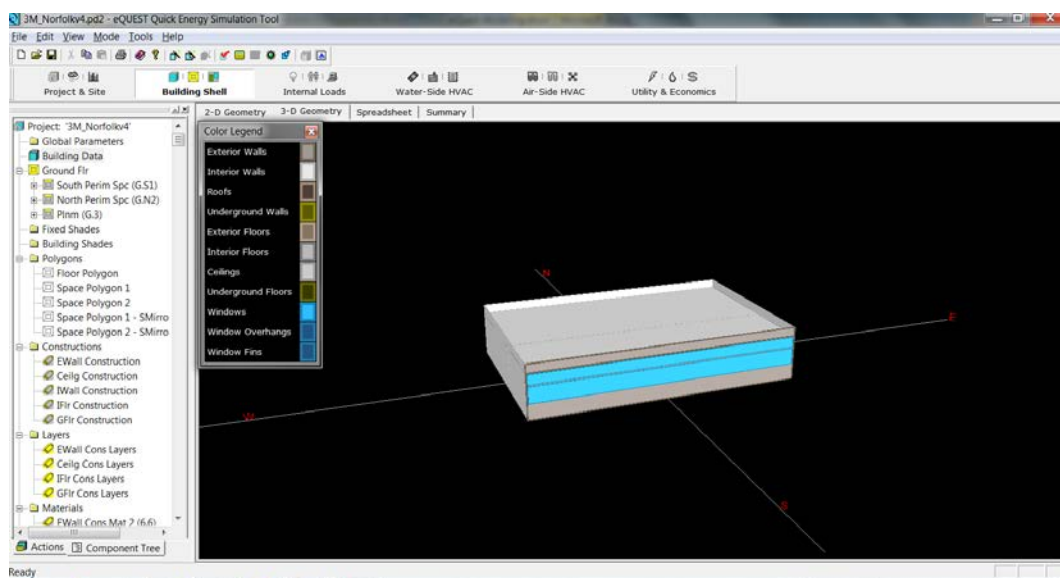 3M_Norfolkv4.pd2 - eQUEST Quick Energy Simulation Tool
File Edit View Mode Tools Help
Project & Site Building Shell Internal Loads Water-Side HVAC Air-Side HVAC Utility & Economics
2-D Geometry 3-D Geometry Spreadsheet Summary
Project: '3M_Norfolkv4'
Global Parameters
Building Data
Ground Flr
South Perim Spc (G.S1)
North Perim Spc (G.N2)
Plnm (G.3)
Fixed Shades
Building Shades
Polygons
Floor Polygon
Space Polygon 1
Space Polygon 2
Space Polygon 1 - SMirro
Space Polygon 2 - SMirro
Constructions
EWall Construction
Ceilg Construction
IWall Construction
IFlr Construction
GFlr Construction
Layers
EWall Cons Layers
Ceilg Cons Layers
IFlr Cons Layers
GFlr Cons Layers
Materials
EWall Cons Mat 2 (6.6)
Actions Component Tree
Ready
Color Legend
Exterior Walls
Interior Walls
Roofs
Underground Walls
Exterior Floors
Interior Floors
Ceilings
Underground Floors
Windows
Window Overhangs
Window Fins
N
E
W
S